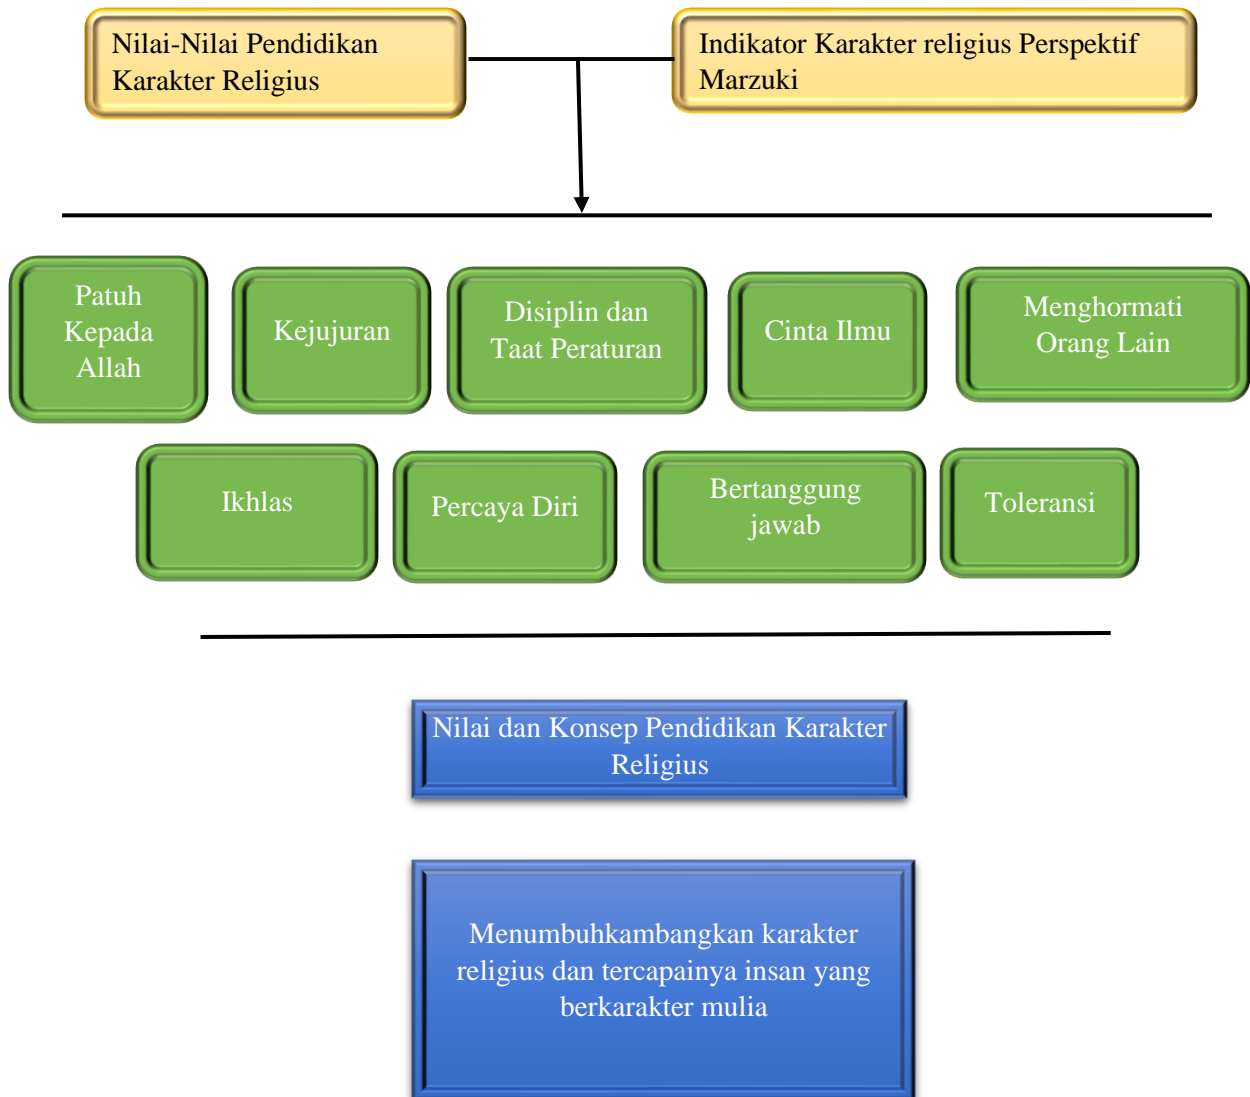 Nilai-Nilai Pendidikan
Karakter Religius
Indikator Karakter religius Perspektif
Marzuki
Patuh
Kepada
Allah
Kejujuran
Disiplin dan
Taat Peraturan
Cinta Ilmu
Menghormati
Orang Lain
Ikhlas
Percaya Diri
Bertanggung
jawab
Toleransi
Nilai dan Konsep Pendidikan Karakter
Religius
Menumbuhkambangkan karakter
religius dan tercapainya insan yang
berkarakter mulia